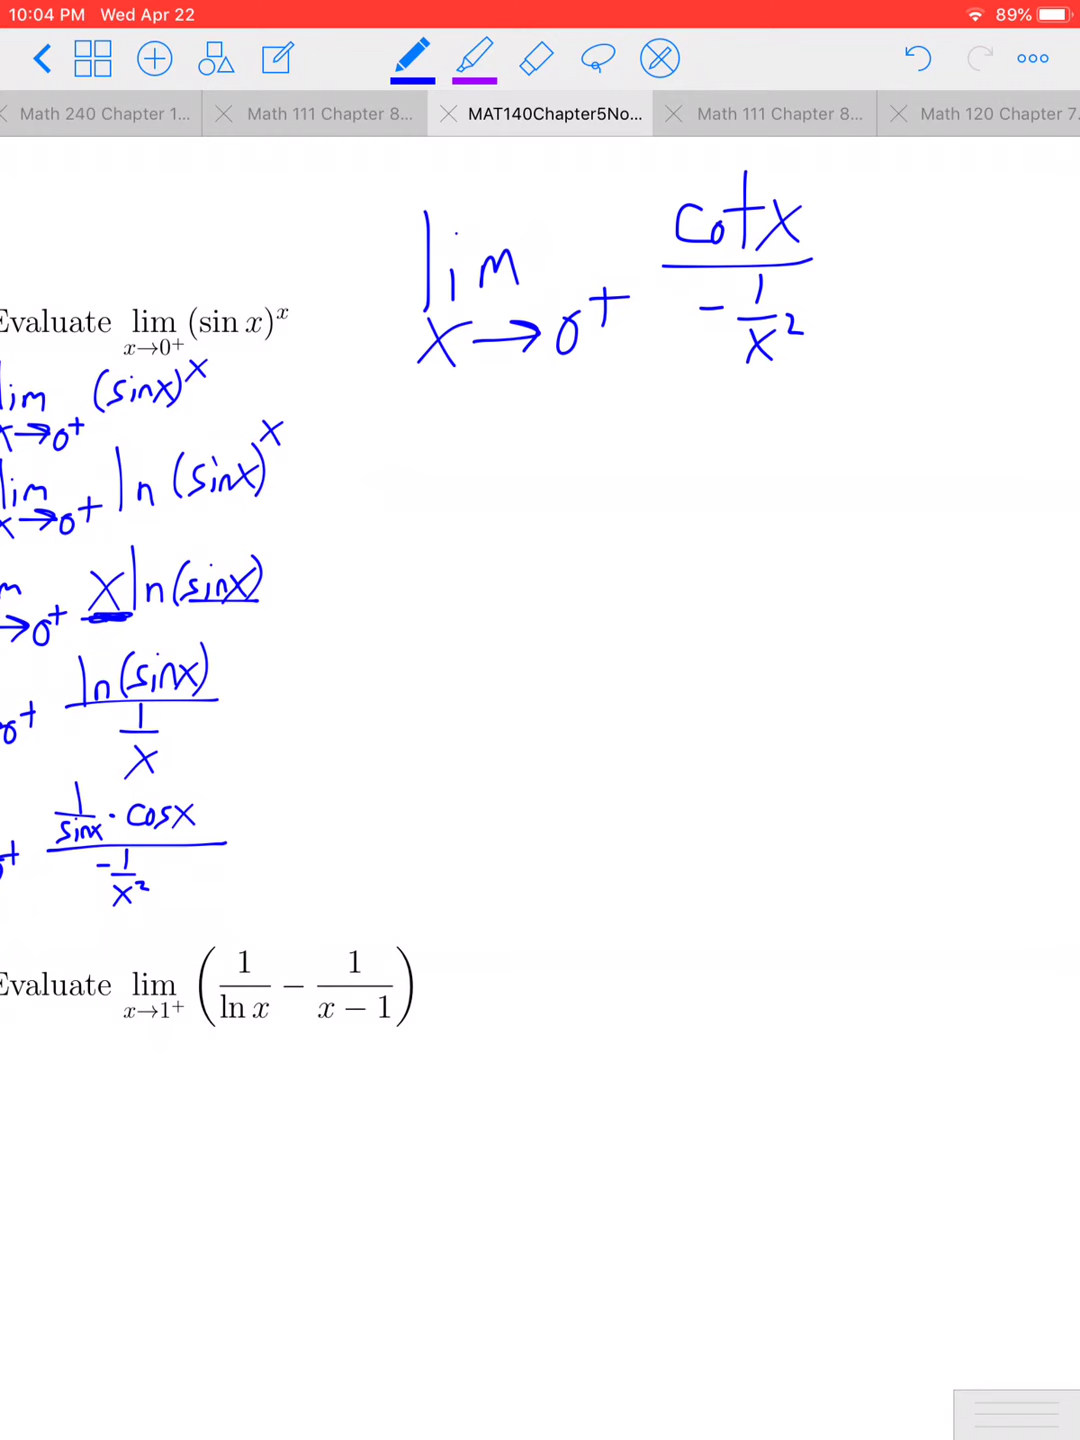 10:04 PM Wed Apr 22 89%
Math 240 Chapter 1... Math 111 Chapter 8... MAT140Chapter5No... Math 111 Chapter 8... Math 120 Chapter 7.
lim x→0⁺ cot x / (-1/x²)
Evaluate lim x→0⁺ (sin x)ˣ
lim x→0⁺ (sinx)ˣ
lim x→0⁺ ln(sinx)ˣ
m →0⁺ x ln(sinx)
0⁺ ln(sinx) / (1/x)
+ (1/sinx · cosx) / (-1/x²)
Evaluate lim x→1⁺ (1/ln x − 1/(x − 1))